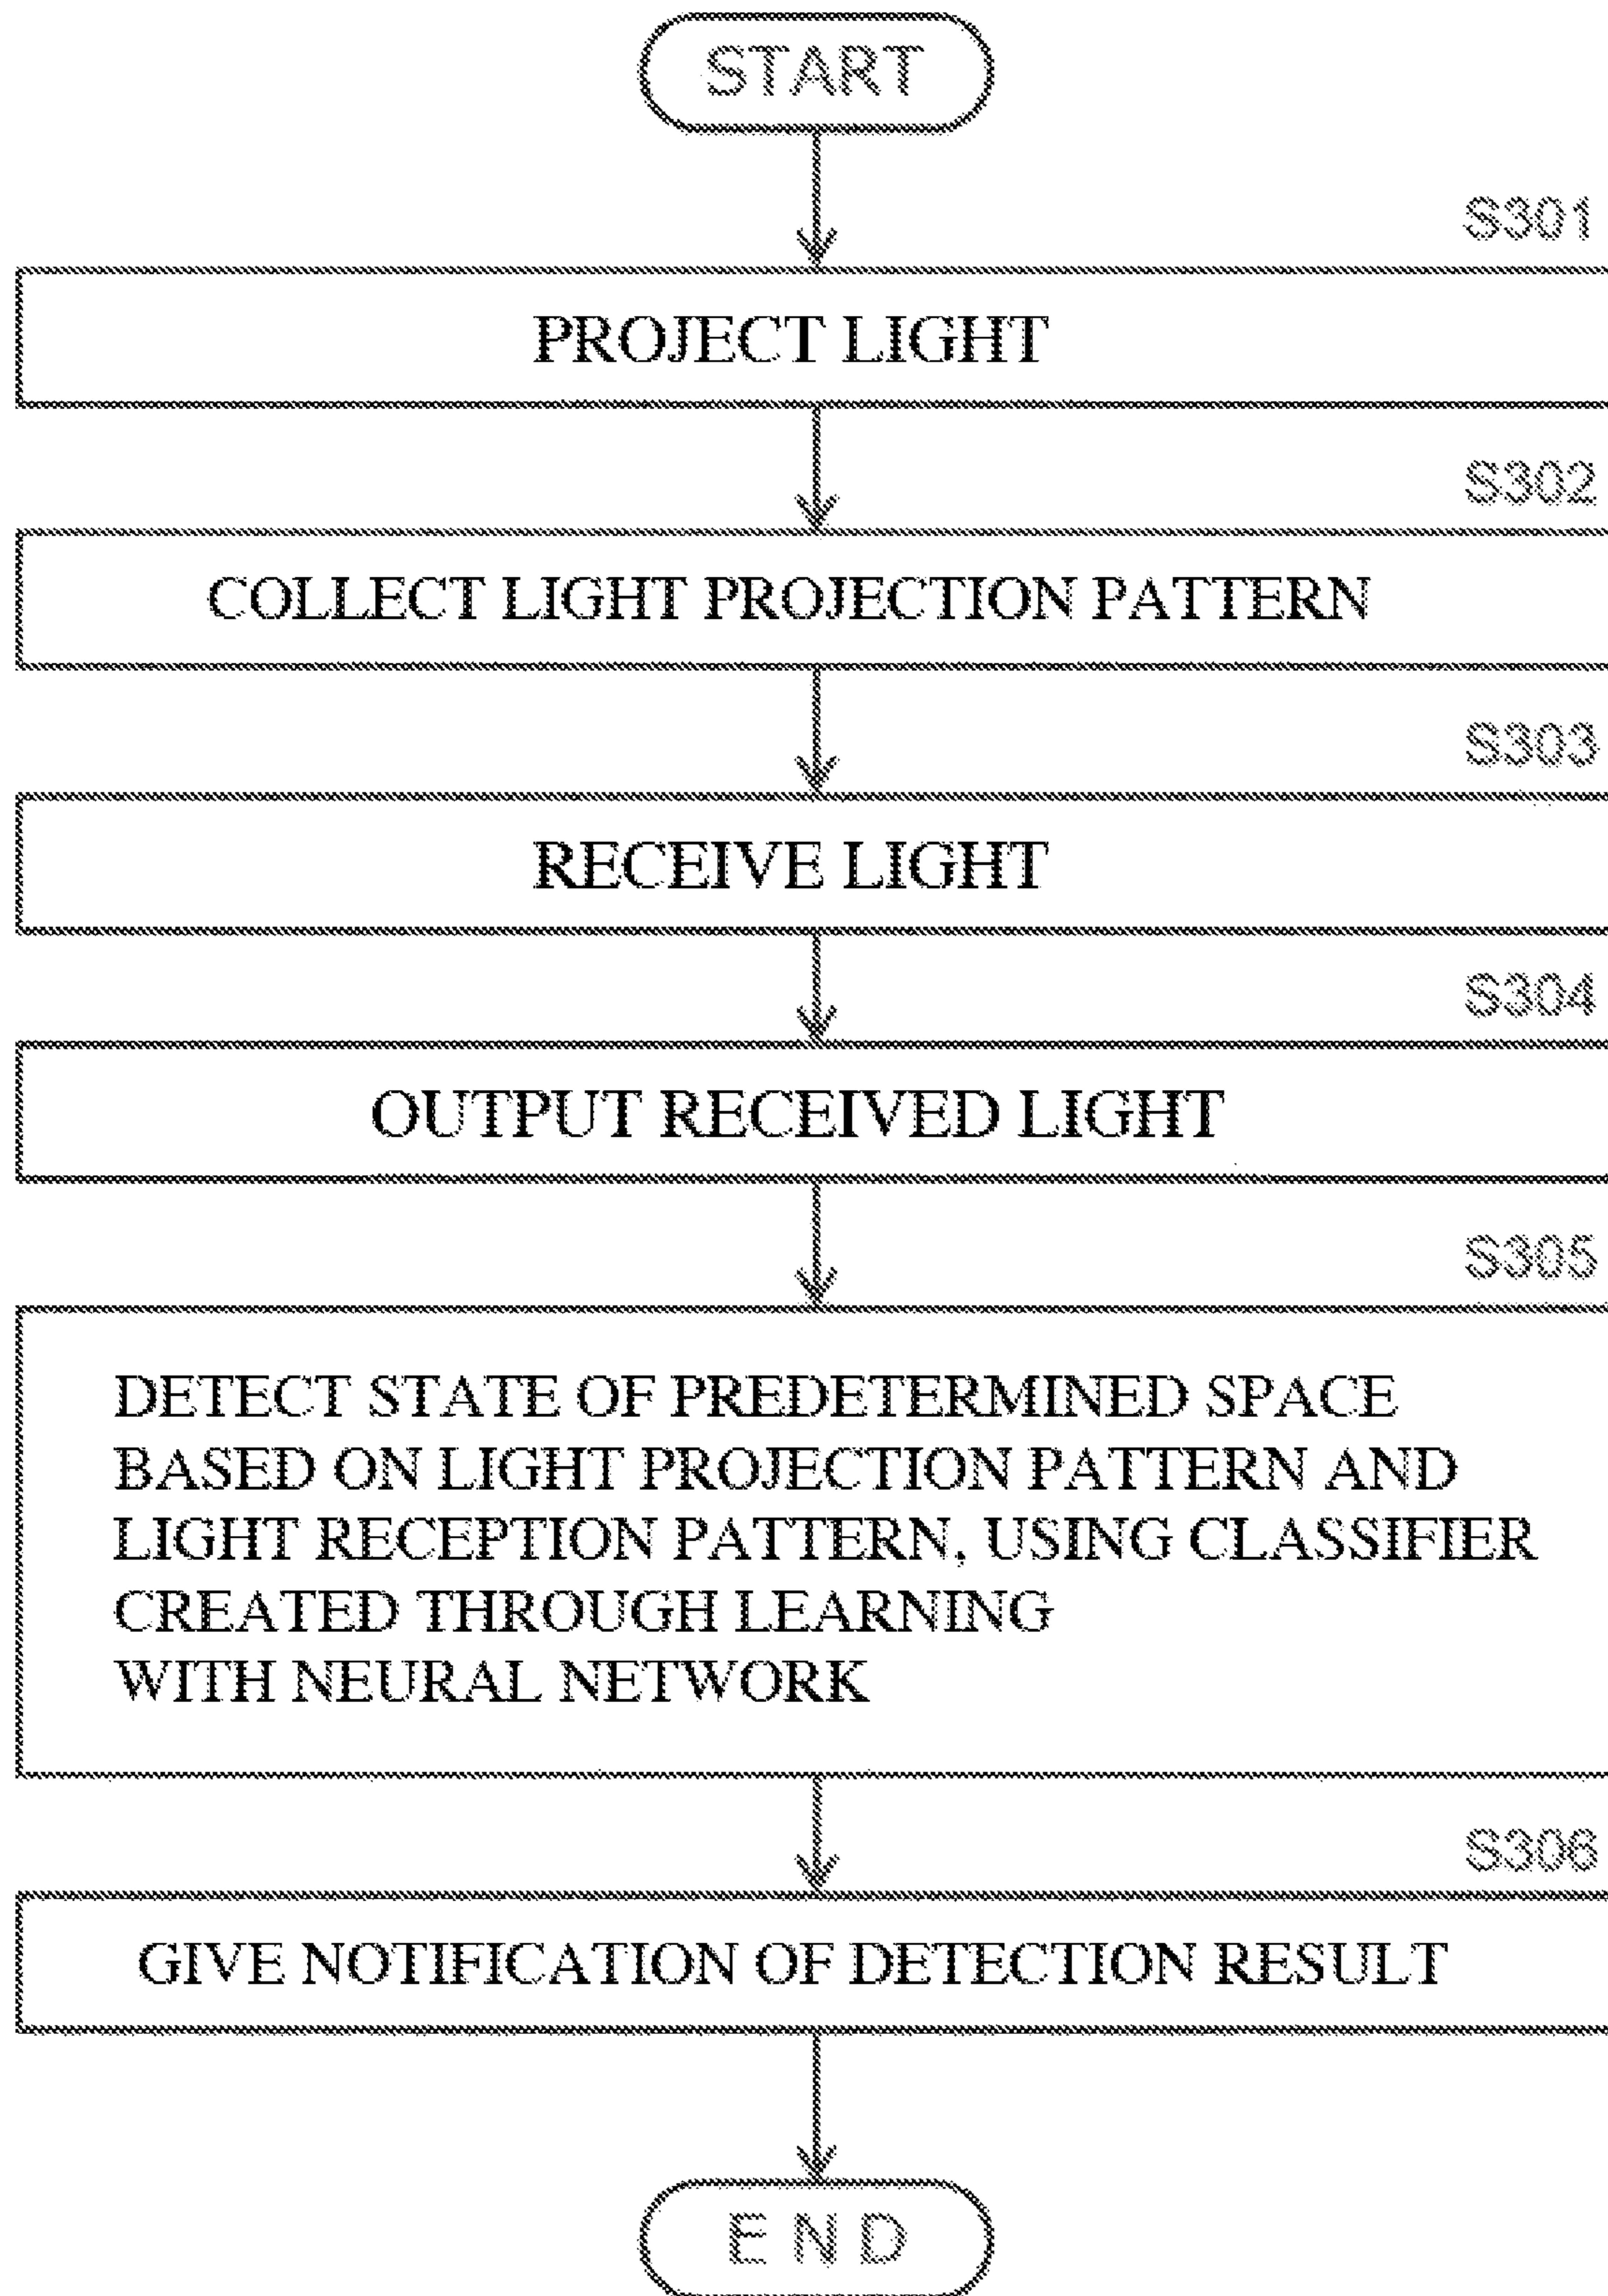 START
S301
PROJECT LIGHT
S302
COLLECT LIGHT PROJECTION PATTERN
S303
RECEIVE LIGHT
S304
OUTPUT RECEIVED LIGHT
S305
DETECT STATE OF PREDETERMINED SPACE
BASED ON LIGHT PROJECTION PATTERN AND
LIGHT RECEPTION PATTERN, USING CLASSIFIER
CREATED THROUGH LEARNING
WITH NEURAL NETWORK
S306
GIVE NOTIFICATION OF DETECTION RESULT
END